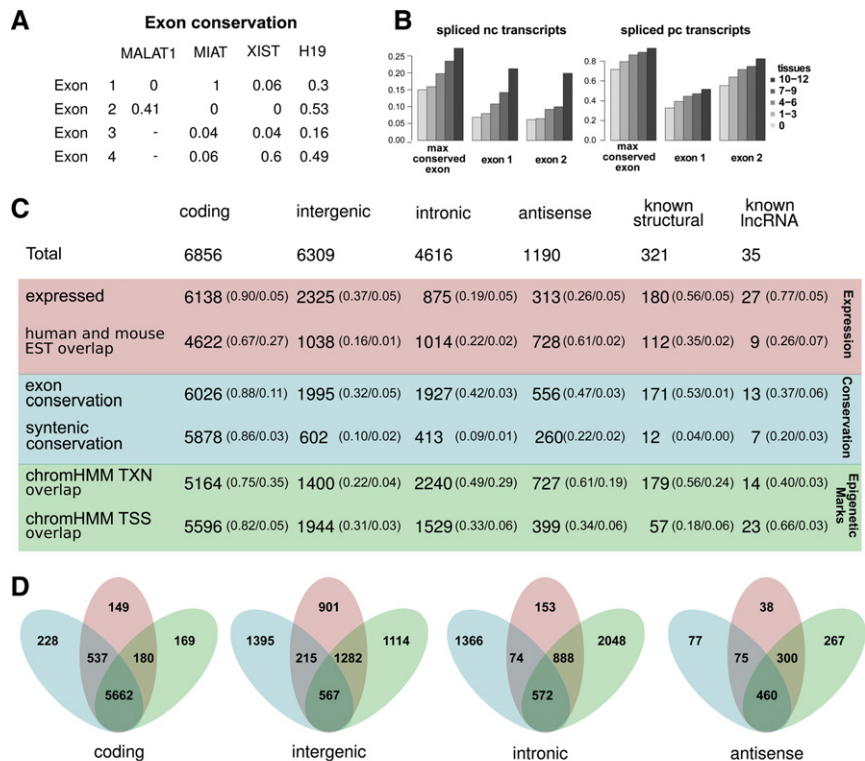 A
Exon conservation
MALAT1 MIAT XIST H19
Exon 1 0 1 0.06 0.3
Exon 2 0.41 0 0 0.53
Exon 3 - 0.04 0.04 0.16
Exon 4 - 0.06 0.6 0.49
B
spliced nc transcripts
0.25
0.20
0.15
0.10
0.05
0.00
max conserved exon
exon 1
exon 2
spliced pc transcripts
0.8
0.6
0.4
0.2
0.0
max conserved exon
exon 1
exon 2
tissues
10-12
7-9
4-6
1-3
0
C
coding intergenic intronic antisense known structural known lncRNA
Total 6856 6309 4616 1190 321 35
expressed 6138 (0.90/0.05) 2325 (0.37/0.05) 875 (0.19/0.05) 313 (0.26/0.05) 180 (0.56/0.05) 27 (0.77/0.05)
human and mouse
EST overlap 4622 (0.67/0.27) 1038 (0.16/0.01) 1014 (0.22/0.02) 728 (0.61/0.02) 112 (0.35/0.02) 9 (0.26/0.07)
Expression
exon
conservation 6026 (0.88/0.11) 1995 (0.32/0.05) 1927 (0.42/0.03) 556 (0.47/0.03) 171 (0.53/0.01) 13 (0.37/0.06)
syntenic
conservation 5878 (0.86/0.03) 602 (0.10/0.02) 413 (0.09/0.01) 260(0.22/0.02) 12 (0.04/0.00) 7 (0.20/0.03)
Conservation
chromHMM TXN
overlap 5164 (0.75/0.35) 1400 (0.22/0.04) 2240 (0.49/0.29) 727 (0.61/0.19) 179 (0.56/0.24) 14 (0.40/0.03)
chromHMM TSS
overlap 5596 (0.82/0.05) 1944 (0.31/0.03) 1529 (0.33/0.06) 399 (0.34/0.06) 57 (0.18/0.06) 23 (0.66/0.03)
Epigenetic
Marks
D
149
228 169
537 180
5662
coding
901
1395 1114
215 1282
567
intergenic
153
1366 2048
74 888
572
intronic
38
77 267
75 300
460
antisense